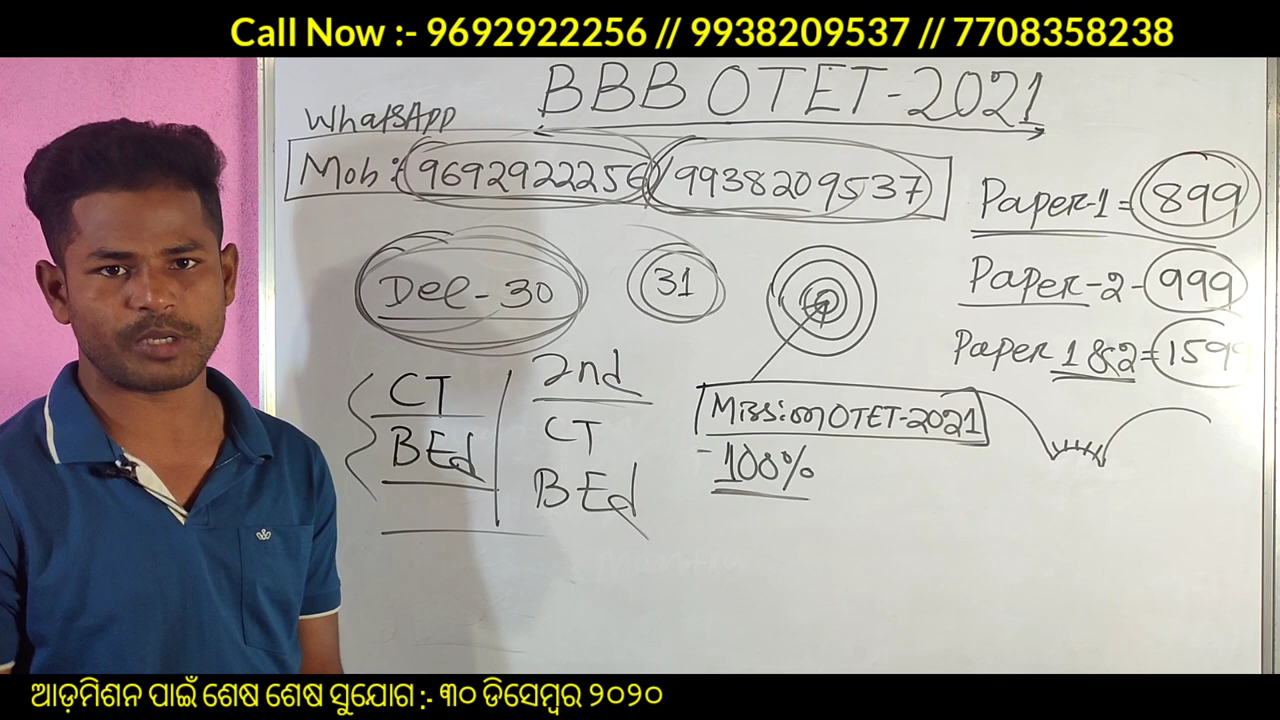 Call Now :- 9692922256 // 9938209537 // 7708358238
BBB OTET-2021
WhatsApp
Mob: 9692922256/9938209537
Paper-1 = 899
Dec-30
31
Paper-2-999
Paper 1 &2=1599
CT
BEd
2nd
CT
BEd
Mission OTET-2021
-100%
ଆଡ଼ମିଶନ ପାଇଁ ଶେଷ ଶେଷ ସୁଯୋଗ :- ୩୦ ଡିସେମ୍ବର ୨୦୨୦